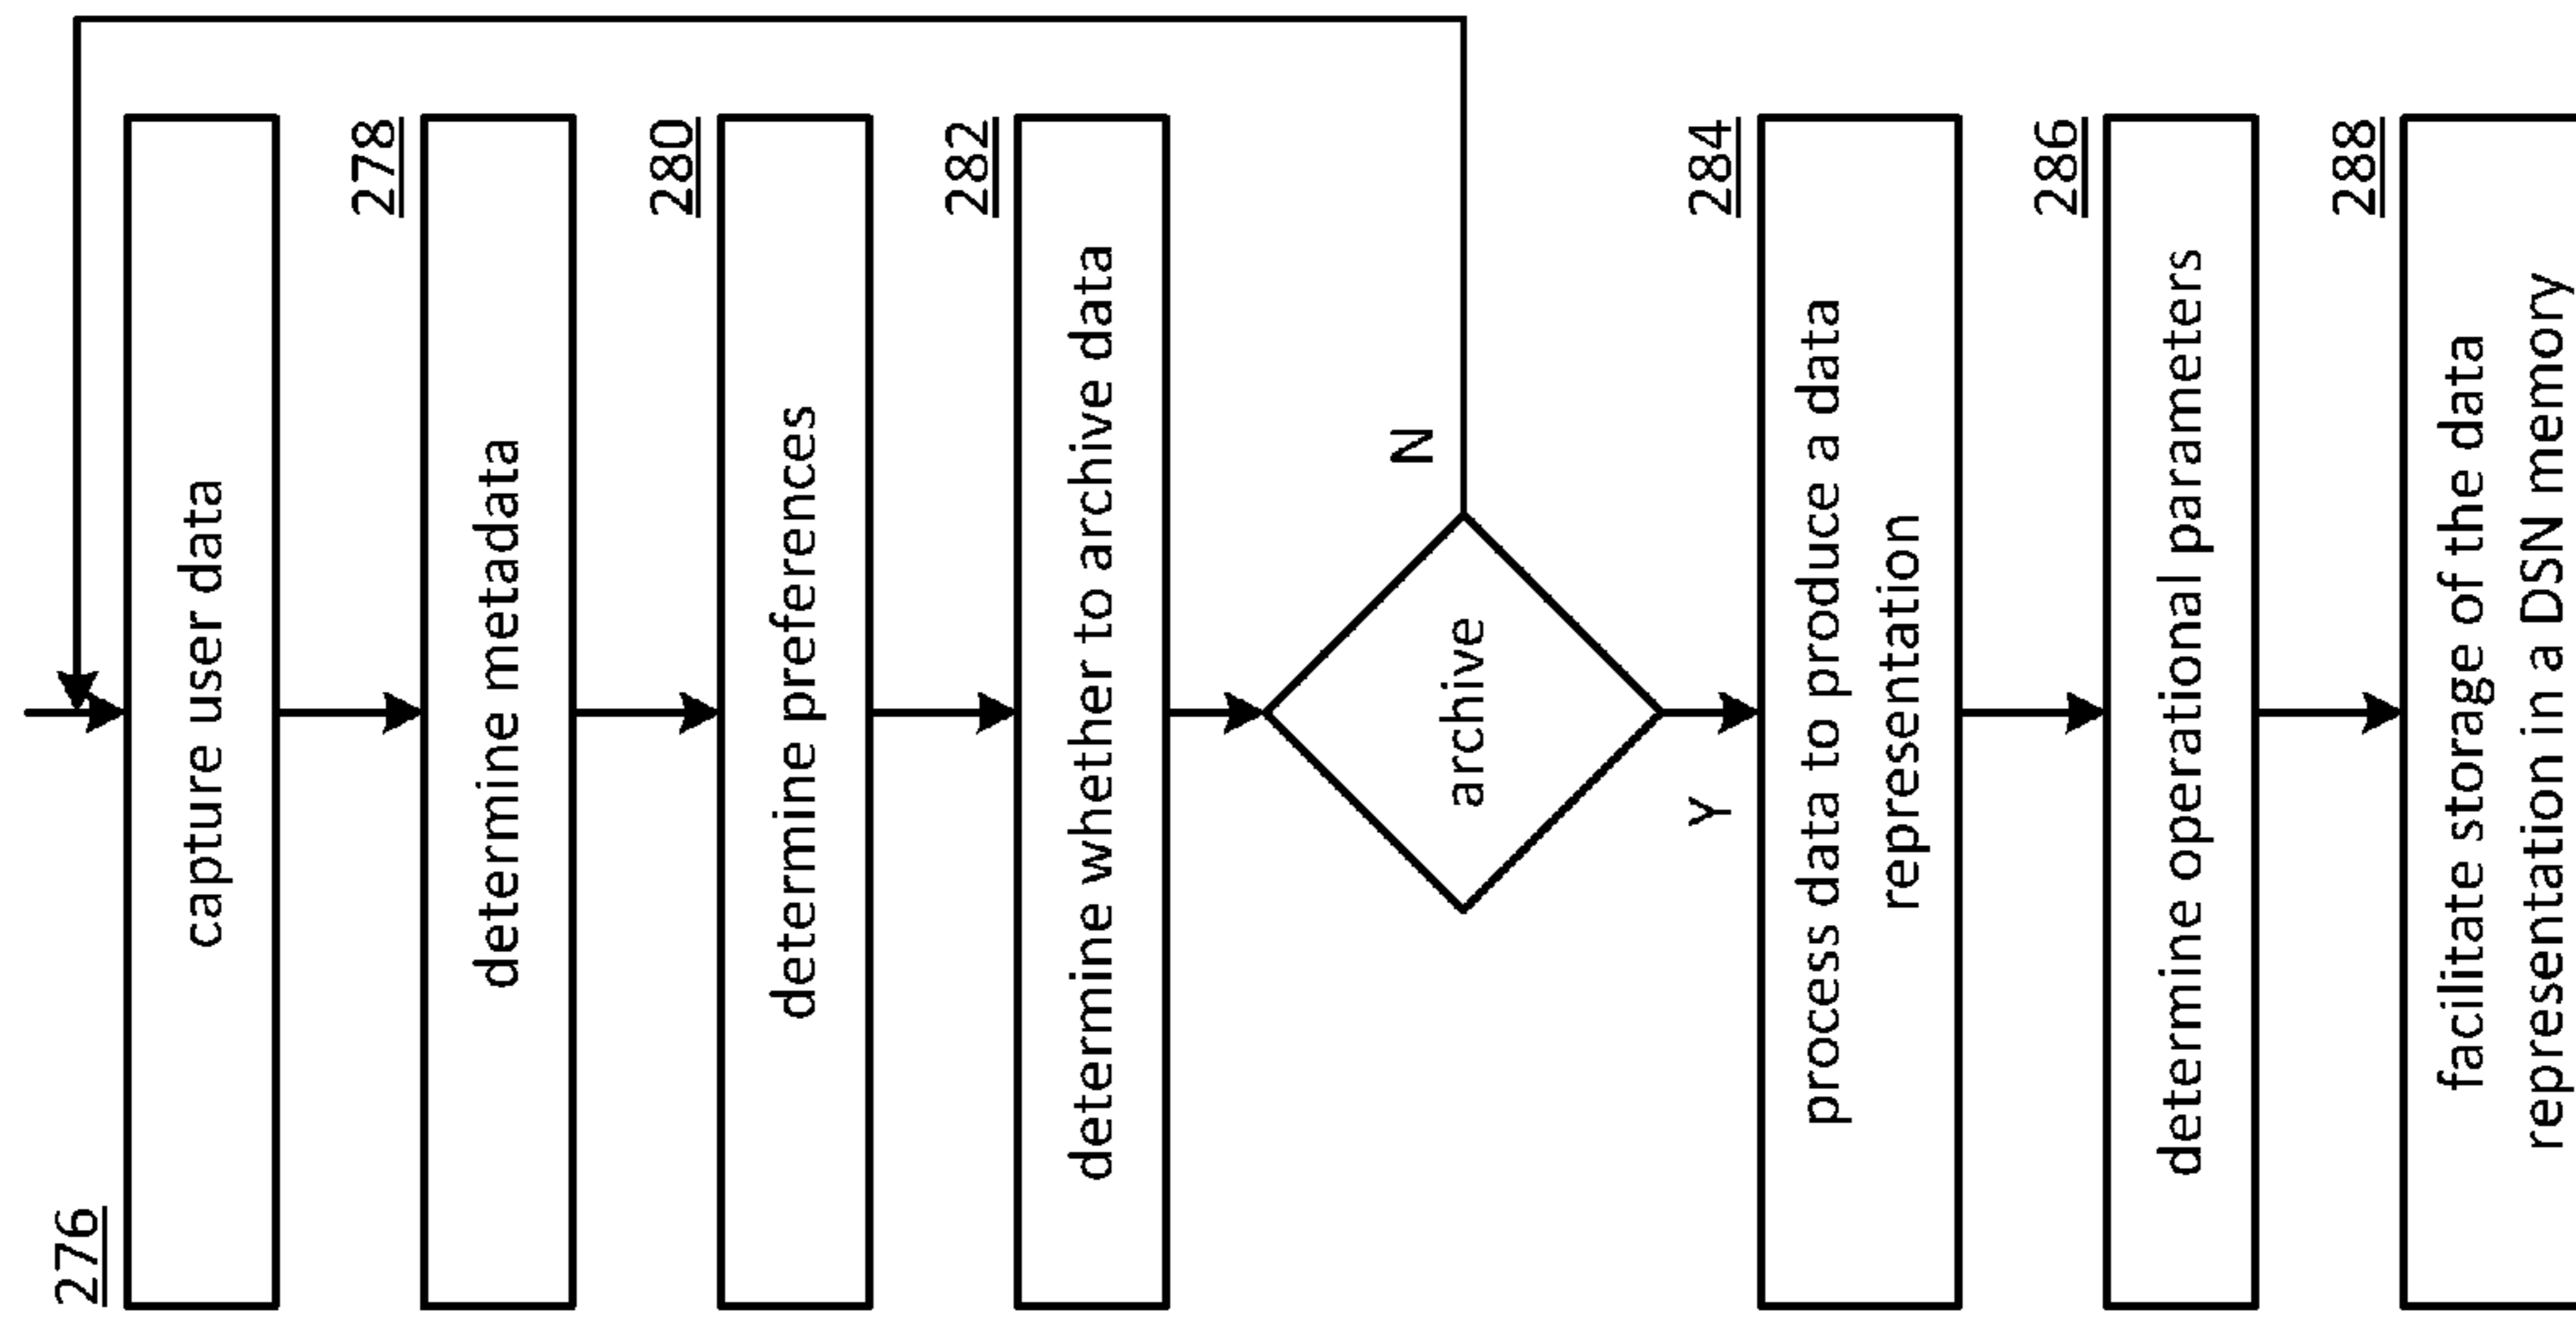 276
capture user data
278
determine metadata
280
determine preferences
282
determine whether to archive data
archive
N
Y
284
process data to produce a data
representation
286
determine operational parameters
288
facilitate storage of the data
representation in a DSN memory